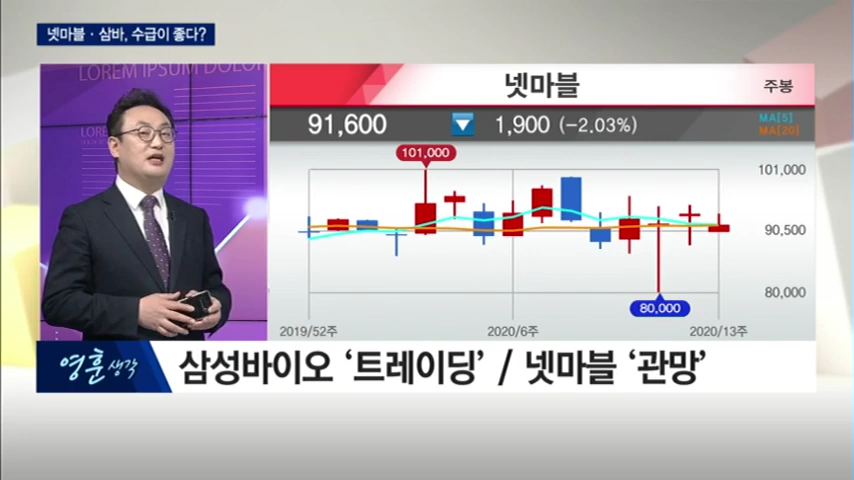 넷마블 · 삼바, 수급이 좋다?
LOREM IPSUM DOLOR
LOREM
넷마블
주봉
91,600 ▼ 1,900 (-2.03%)
MA[5]
MA[20]
101,000
101,000
90,500
80,000
80,000
2019/52주
2020/6주
2020/13주
영훈 생각
삼성바이오 ‘트레이딩’ / 넷마블 ‘관망’